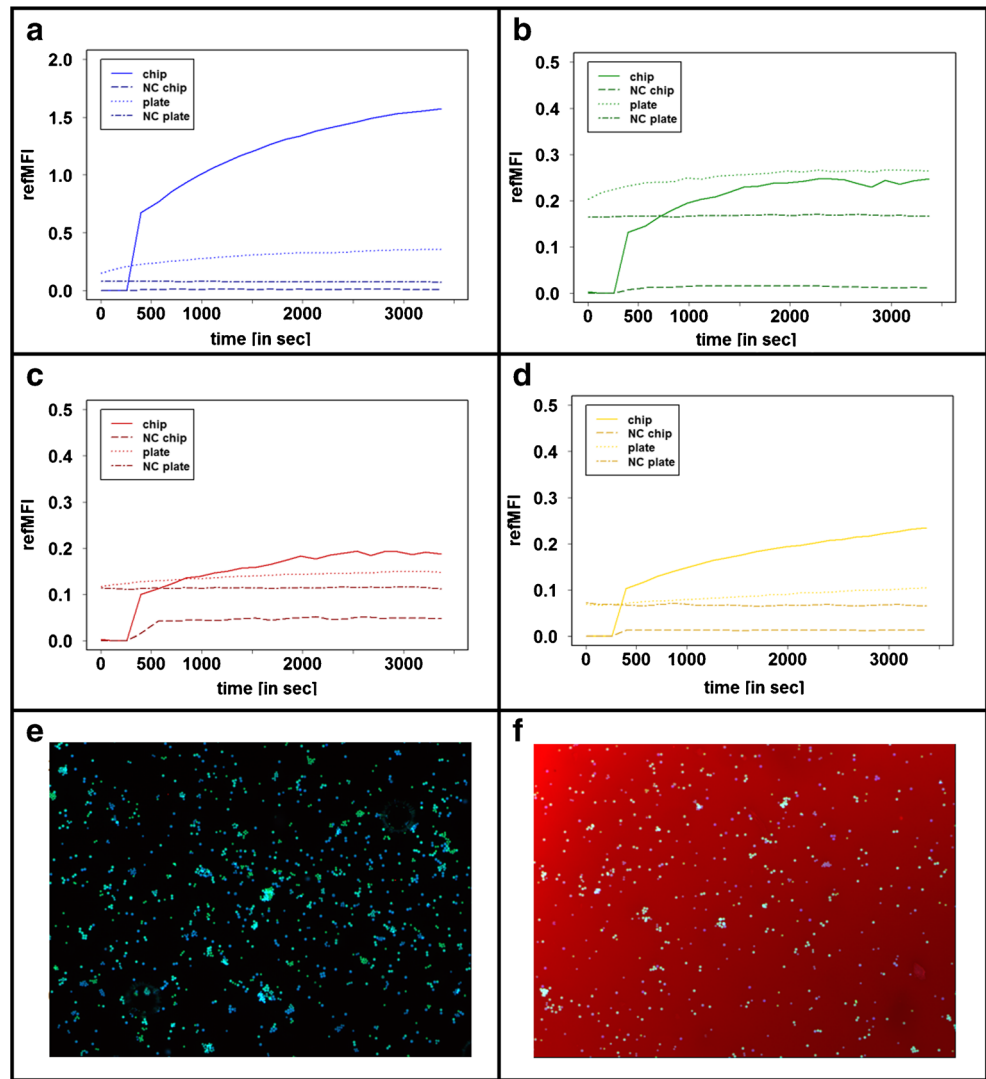 a
2.0
1.5
1.0
0.5
0.0
refMFI
chip
NC chip
plate
NC plate
0 500 1000 2000 3000
time [in sec]
b
0.5
0.4
0.3
0.2
0.1
0.0
refMFI
chip
NC chip
plate
NC plate
0 500 1000 2000 3000
time [in sec]
c
0.5
0.4
0.3
0.2
0.1
0.0
refMFI
chip
NC chip
plate
NC plate
0 500 1000 2000 3000
time [in sec]
d
0.5
0.4
0.3
0.2
0.1
0.0
refMFI
chip
NC chip
plate
NC plate
0 500 1000 2000 3000
time [in sec]
e
f